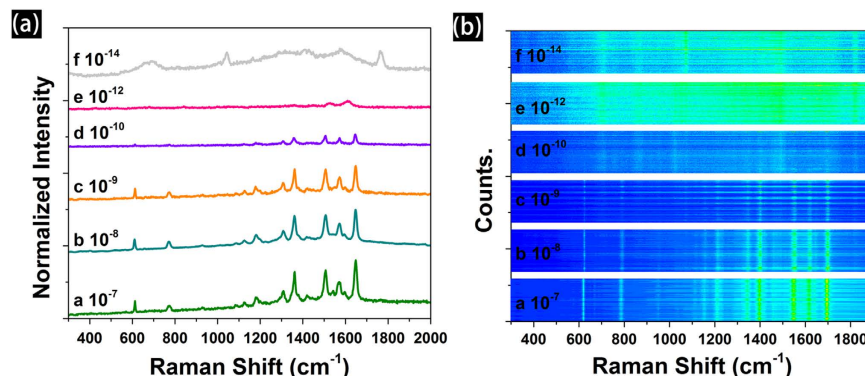 (a)
f 10-14
e 10-12
d 10-10
c 10-9
b 10-8
a 10-7
Normalized Intensity
400 600 800 1000 1200 1400 1600 1800 2000
Raman Shift (cm-1)
(b)
f 10-14
e 10-12
d 10-10
c 10-9
b 10-8
a 10-7
Counts.
400 600 800 1000 1200 1400 1600 1800
Raman Shift (cm-1)